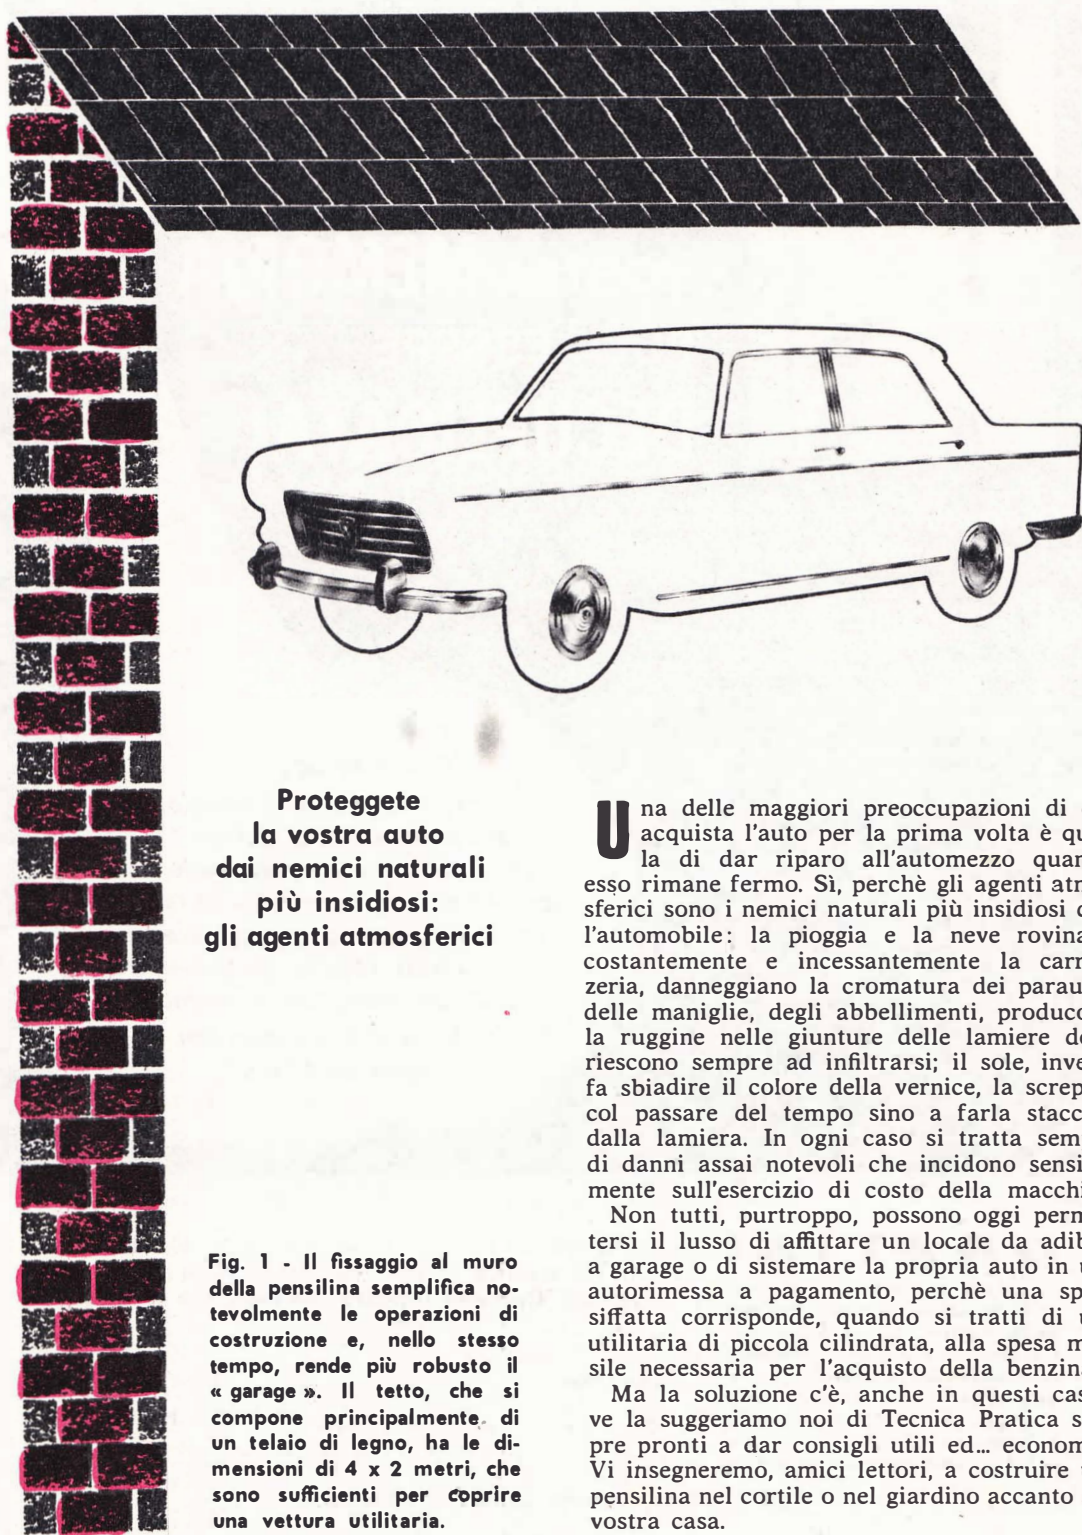 Proteggete
la vostra auto
dai nemici naturali
più insidiosi:
gli agenti atmosferici
Fig. 1 - Il fissaggio al muro
della pensilina semplifica no-
tevolmente le operazioni di
costruzione e, nello stesso
tempo, rende più robusto il
« garage ». Il tetto, che si
compone principalmente di
un telaio di legno, ha le di-
mensioni di 4 x 2 metri, che
sono sufficienti per coprire
una vettura utilitaria.
Una delle maggiori preoccupazioni di
acquista l'auto per la prima volta è qu
la di dar riparo all'automezzo quan
esso rimane fermo. Sì, perchè gli agenti atm
sferici sono i nemici naturali più insidiosi d
l'automobile: la pioggia e la neve rovina
costantemente e incessantemente la carr
zeria, danneggiano la cromatura dei parau
delle maniglie, degli abbellimenti, produco
la ruggine nelle giunture delle lamiere do
riescono sempre ad infiltrarsi; il sole, inve
fa sbiadire il colore della vernice, la screp
col passare del tempo sino a farla stacc
dalla lamiera. In ogni caso si tratta sem
di danni assai notevoli che incidono sensi
mente sull'esercizio di costo della macchi
Non tutti, purtroppo, possono oggi perm
tersi il lusso di affittare un locale da adib
a garage o di sistemare la propria auto in u
autorimessa a pagamento, perchè una sp
siffatta corrisponde, quando si tratti di u
utilitaria di piccola cilindrata, alla spesa m
sile necessaria per l'acquisto della benzina
Ma la soluzione c'è, anche in questi cas
ve la suggeriamo noi di Tecnica Pratica s
pre pronti a dar consigli utili ed... econom
Vi insegneremo, amici lettori, a costruire
pensilina nel cortile o nel giardino accanto
vostra casa.